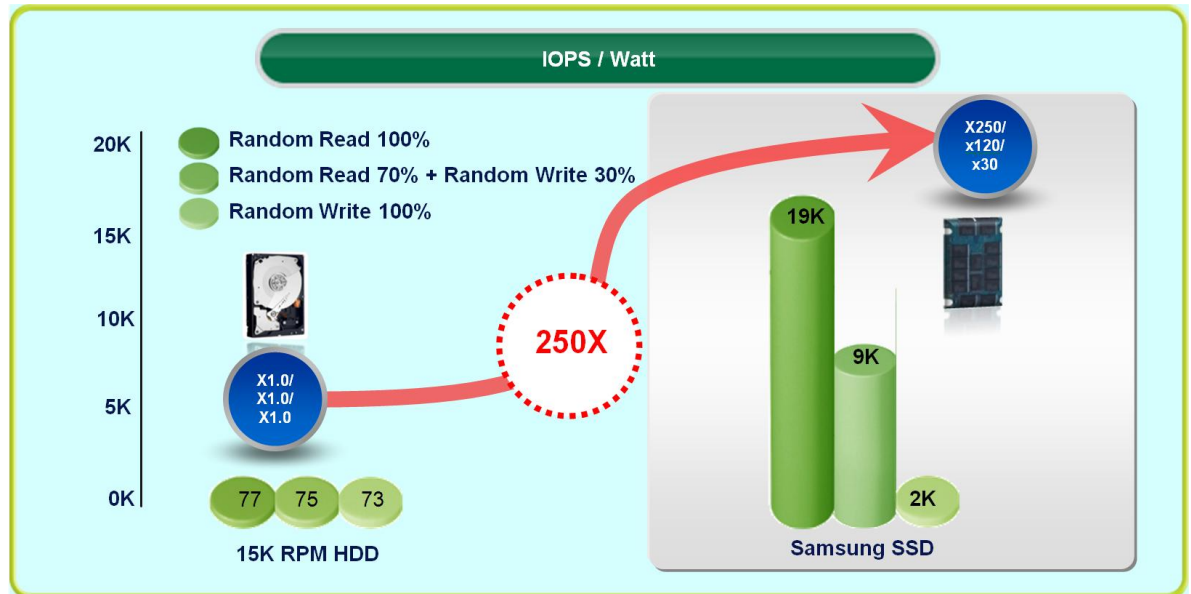 IOPS / Watt
20K
15K
10K
5K
0K
Random Read 100%
Random Read 70% + Random Write 30%
Random Write 100%
X1.0/
X1.0/
X1.0
250X
X250/
x120/
x30
77
75
73
15K RPM HDD
19K
9K
2K
Samsung SSD